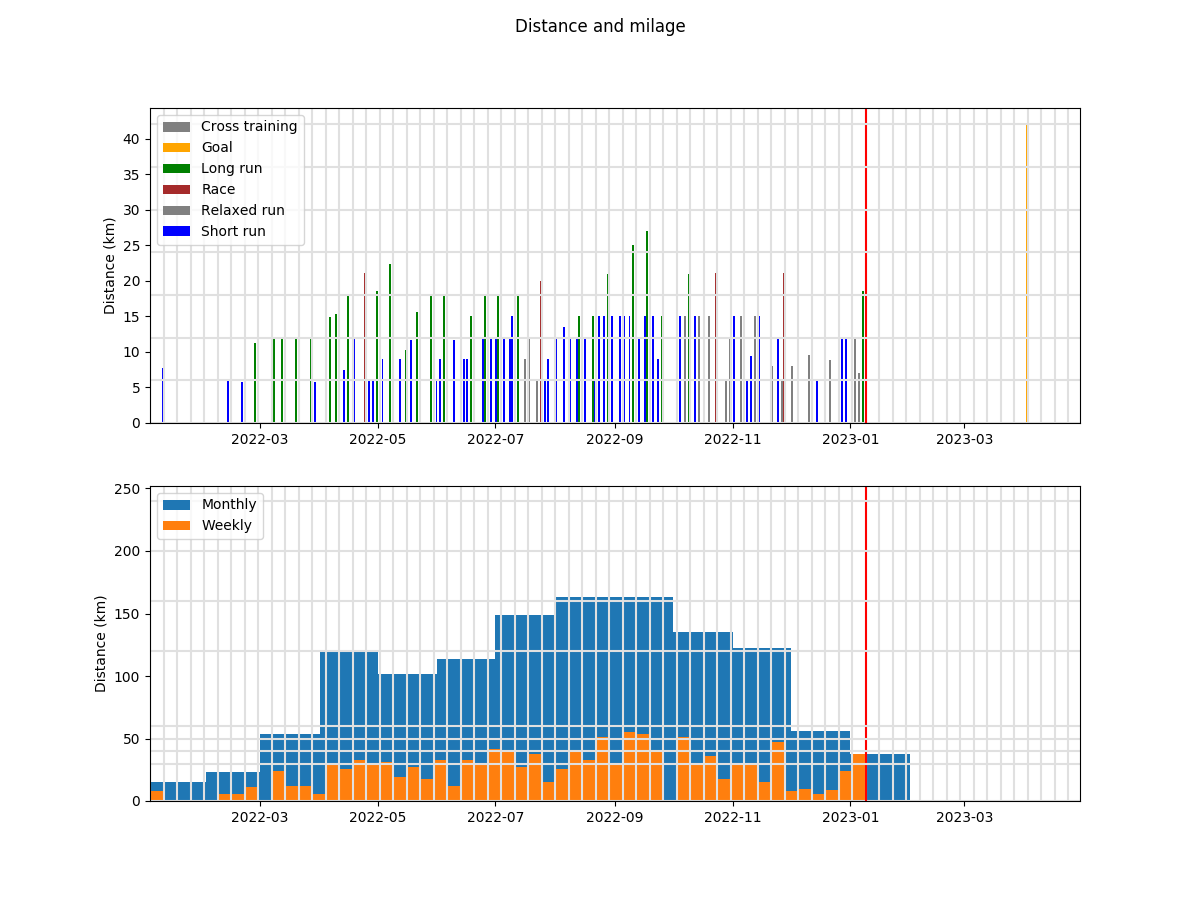 Distance and milage
Distance (km)
40
35
30
25
20
15
10
5
0
Cross training
Goal
Long run
Race
Relaxed run
Short run
2022-03 2022-05 2022-07 2022-09 2022-11 2023-01 2023-03
Distance (km)
250
200
150
100
50
0
Monthly
Weekly
2022-03 2022-05 2022-07 2022-09 2022-11 2023-01 2023-03